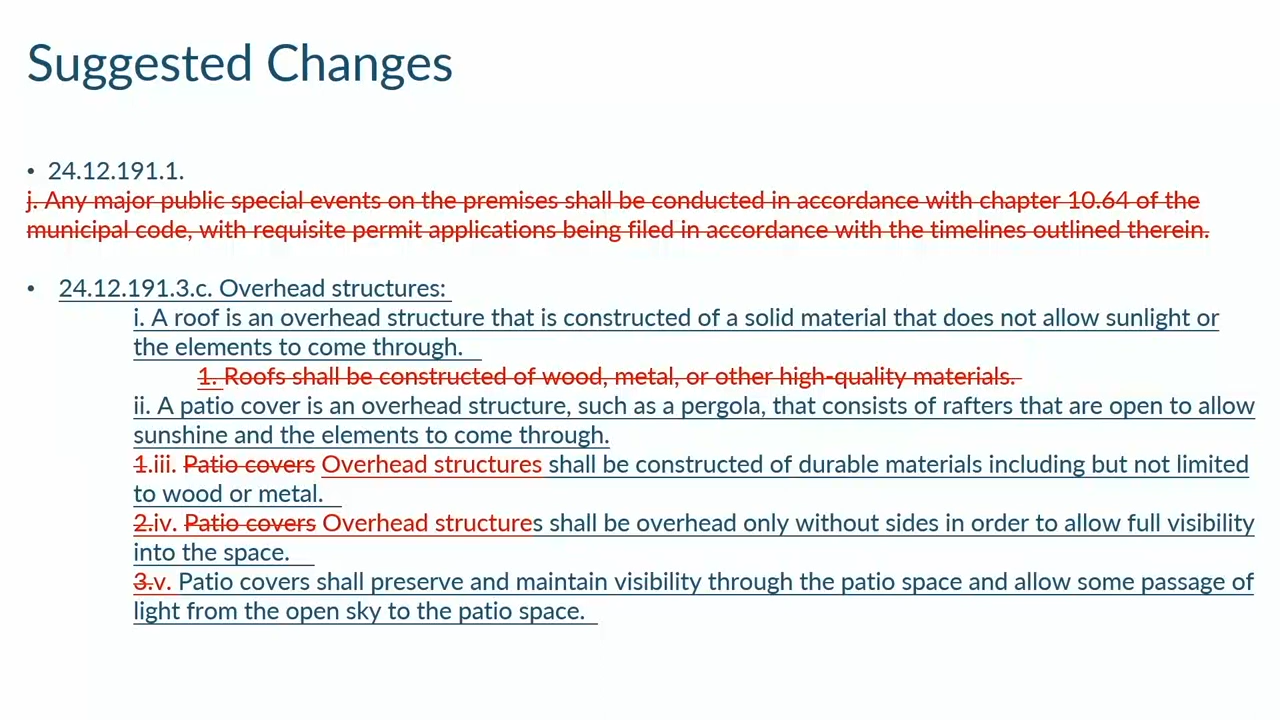 Suggested Changes
• 24.12.191.1.
j. Any major public special events on the premises shall be conducted in accordance with chapter 10.64 of the
municipal code, with requisite permit applications being filed in accordance with the timelines outlined therein.
• 24.12.191.3.c. Overhead structures:
i. A roof is an overhead structure that is constructed of a solid material that does not allow sunlight or
the elements to come through.
1. Roofs shall be constructed of wood, metal, or other high-quality materials.
ii. A patio cover is an overhead structure, such as a pergola, that consists of rafters that are open to allow
sunshine and the elements to come through.
1.iii. Patio covers Overhead structures shall be constructed of durable materials including but not limited
to wood or metal.
2.iv. Patio covers Overhead structures shall be overhead only without sides in order to allow full visibility
into the space.
3.v. Patio covers shall preserve and maintain visibility through the patio space and allow some passage of
light from the open sky to the patio space.